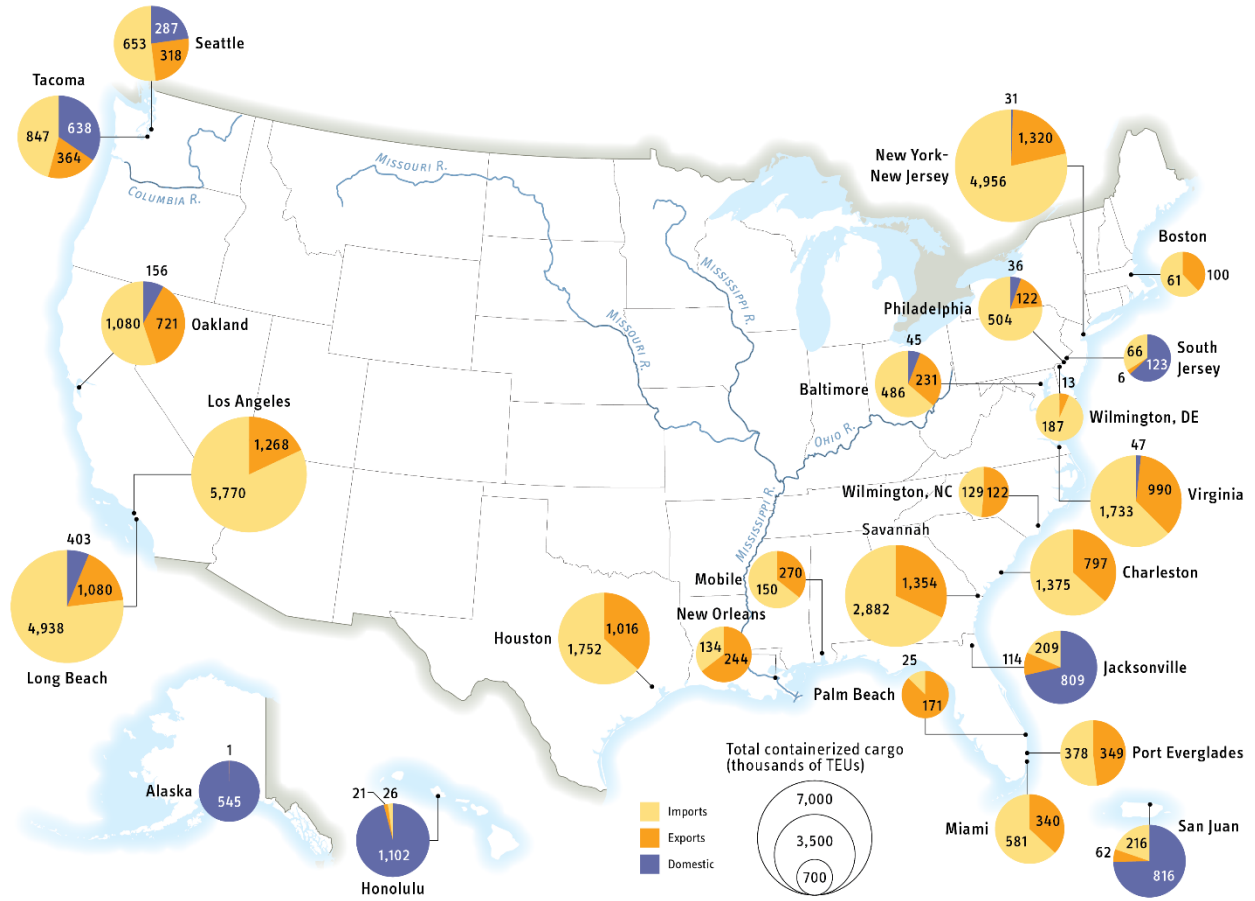 653
287
318
Seattle
Tacoma
847
638
364
COLUMBIA R.
MISSOURI R.
31
1,320
4,956
New York-
New Jersey
Boston
61
100
156
1,080
721
Oakland
MISSISSIPPI R.
MISSOURI R.
36
122
504
Philadelphia
45
231
486
Baltimore
66
123
6
South
Jersey
13
187
Wilmington, DE
OHIO R.
Los Angeles
1,268
5,770
47
990
1,733
Virginia
Wilmington, NC
129
122
MISSISSIPPI R.
Savannah
1,354
2,882
797
1,375
Charleston
403
1,080
4,938
Long Beach
Mobile
270
150
New Orleans
134
244
Houston
1,016
1,752
209
114
809
Jacksonville
25
171
Palm Beach
378
349
Port Everglades
Alaska
1
545
21
26
1,102
Honolulu
Total containerized cargo
(thousands of TEUs)
7,000
3,500
700
Imports
Exports
Domestic
Miami
340
581
San Juan
216
62
816